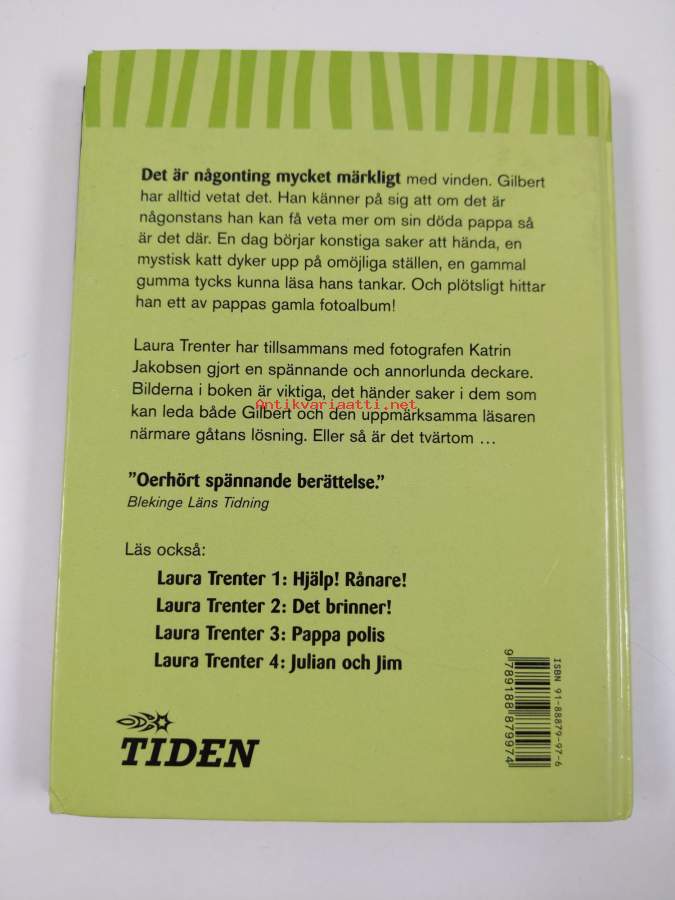 Det är någonting mycket märkligt med vinden. Gilbert
har alltid vetat det. Han känner på sig att om det är
någonstans han kan få veta mer om sin döda pappa så
är det där. En dag börjar konstiga saker att hända, en
mystisk katt dyker upp på omöjliga ställen, en gammal
gumma tycks kunna läsa hans tankar. Och plötsligt hittar
han ett av pappas gamla fotoalbum!
Laura Trenter har tillsammans med fotografen Katrin
Jakobsen gjort en spännande och annorlunda deckare.
Bilderna i boken är viktiga, det händer saker i dem som
kan leda både Gilbert och den uppmärksamma läsaren
närmare gåtans lösning. Eller så är det tvärtom …
Antikvariaatti.net
”Oerhört spännande berättelse.”
Blekinge Läns Tidning
Läs också:
Laura Trenter 1: Hjälp! Rånare!
Laura Trenter 2: Det brinner!
Laura Trenter 3: Pappa polis
Laura Trenter 4: Julian och Jim
TIDEN
ISBN 91-88879-97-6
9 789188 879974